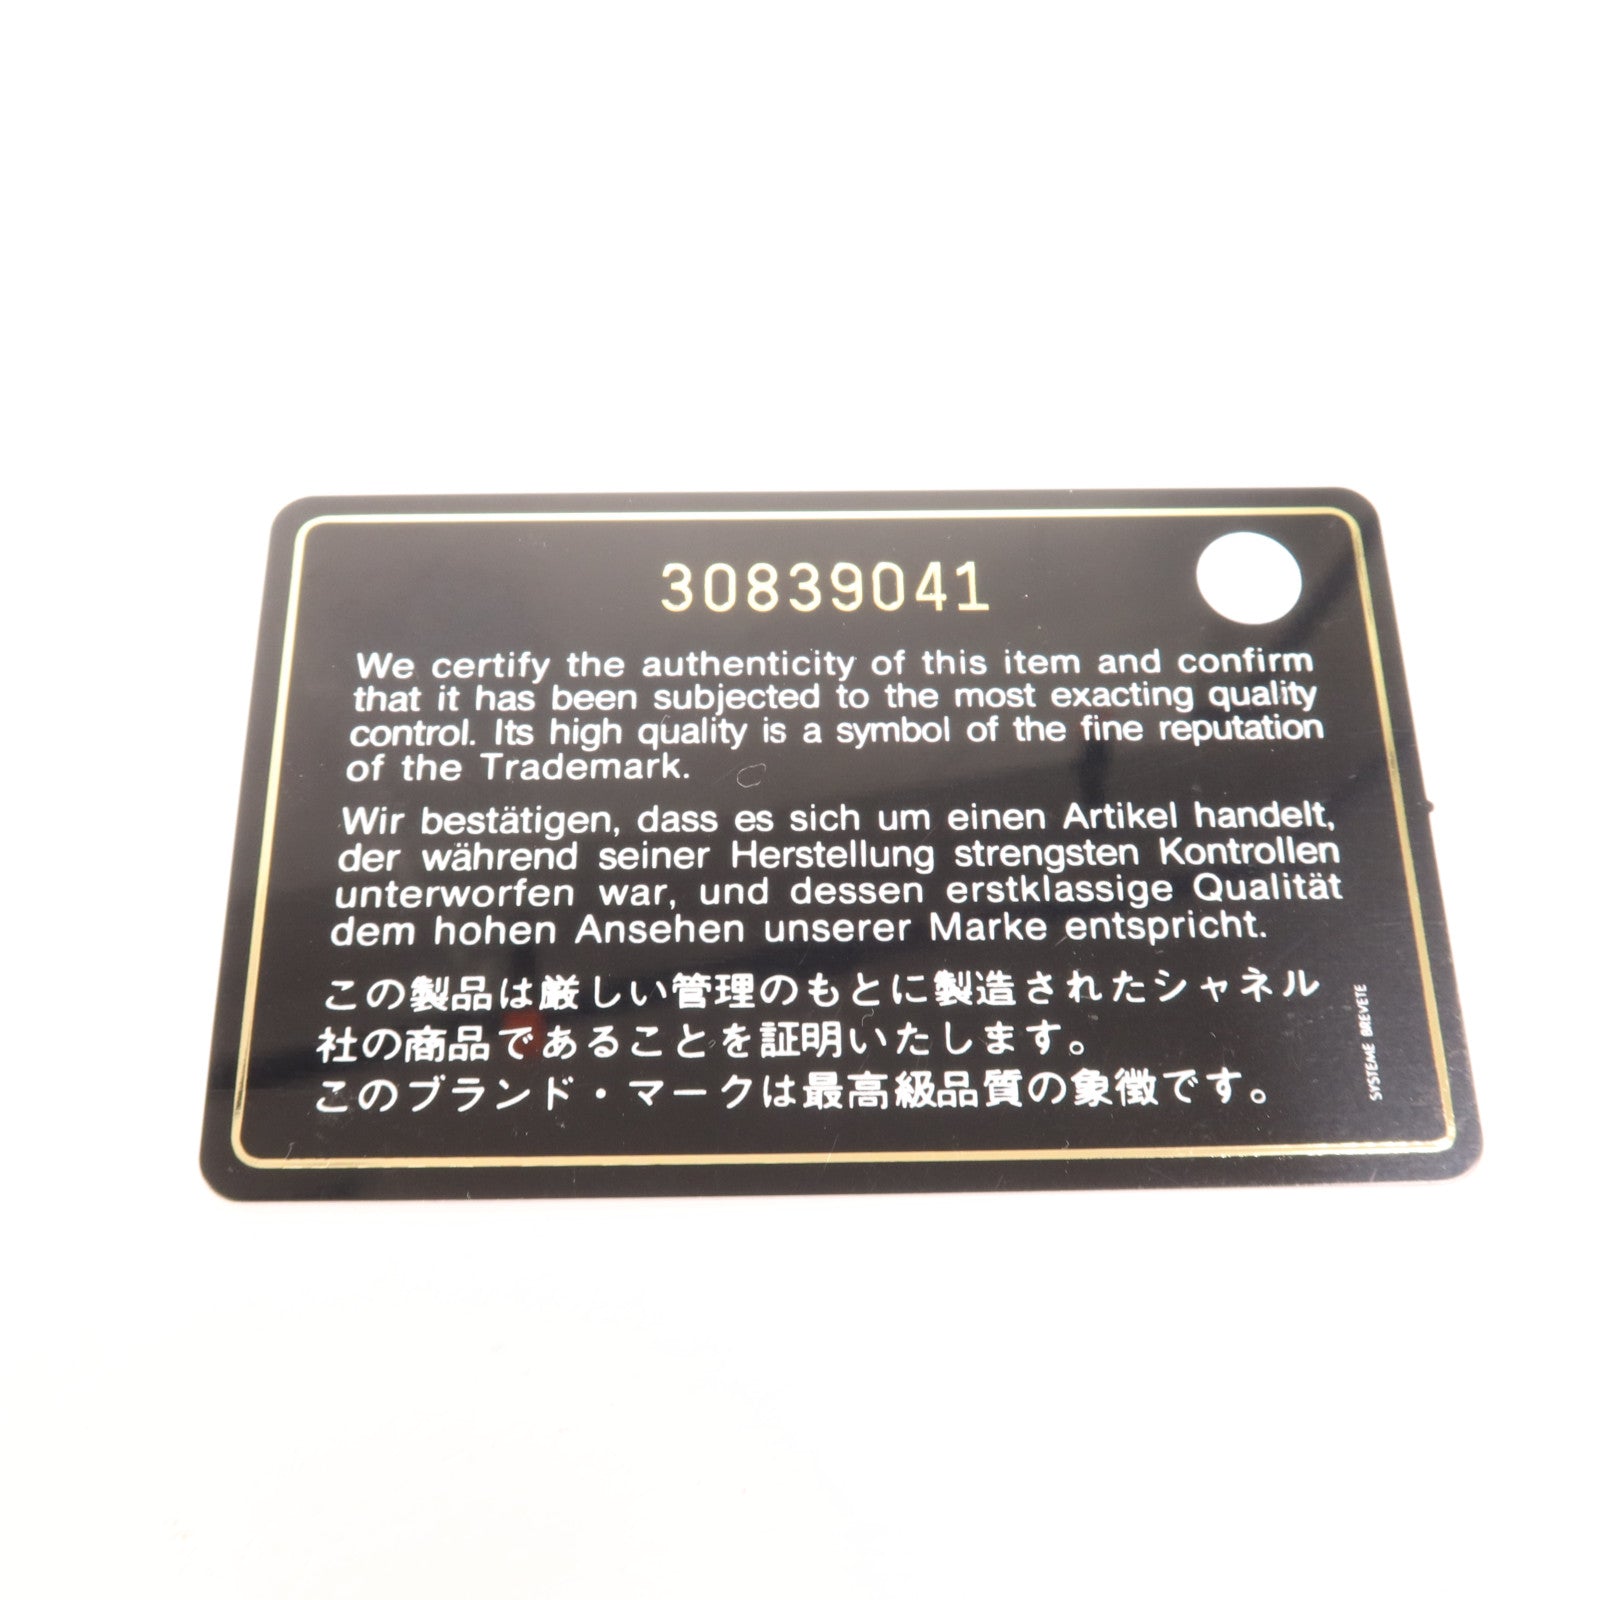 30839041
We certify the authenticity of this item and confirm
that it has been subjected to the most exacting quality
control. Its high quality is a symbol of the fine reputation
of the Trademark.
Wir bestätigen, dass es sich um einen Artikel handelt,
der während seiner Herstellung strengsten Kontrollen
unterworfen war, und dessen erstklassige Qualität
dem hohen Ansehen unserer Marke entspricht.
この製品は厳しい管理のもとに製造されたシャネル
社の商品であることを証明いたします。
このブランド・マークは最高級品質の象徴です。
SYSTEME BREVETE